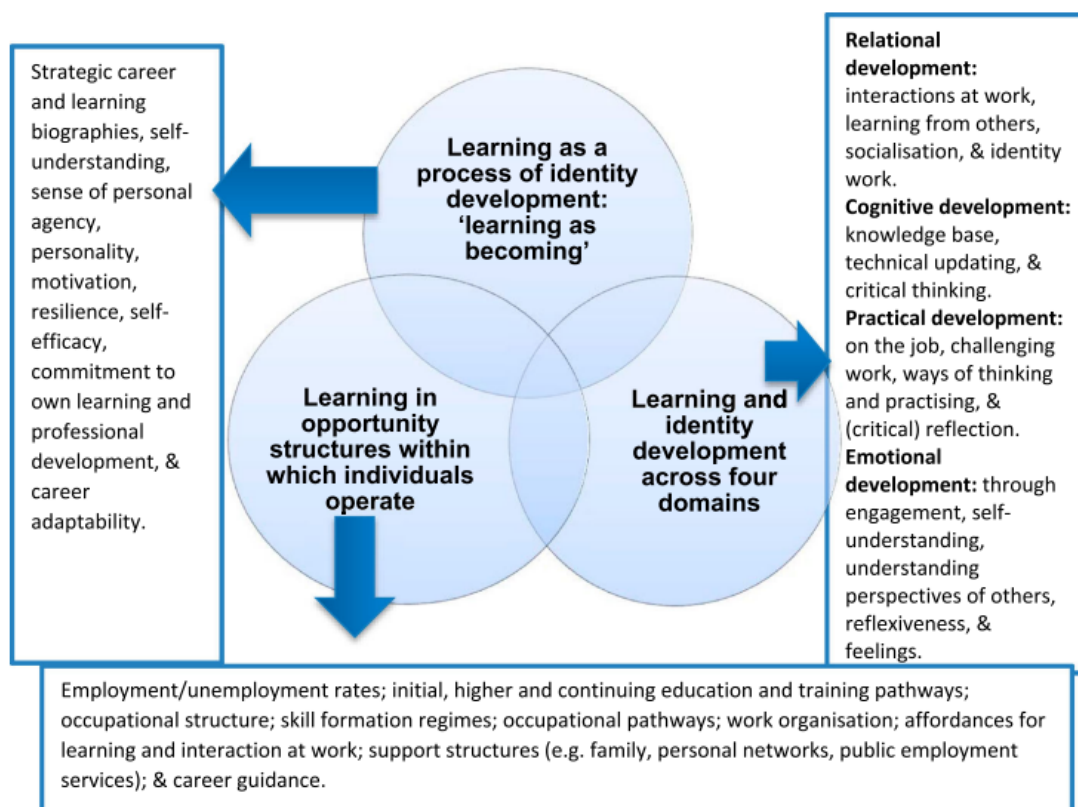 Strategic career
and learning
biographies, self-
understanding,
sense of personal
agency,
personality,
motivation,
resilience, self-
efficacy,
commitment to
own learning and
professional
development, &
career
adaptability.
Learning as a
process of identity
development:
‘learning as
becoming’
Learning in
opportunity
structures within
which individuals
operate
Learning and
identity
development
across four
domains
Relational
development:
interactions at work,
learning from others,
socialisation, & identity
work.
Cognitive development:
knowledge base,
technical updating, &
critical thinking.
Practical development:
on the job, challenging
work, ways of thinking
and practising, &
(critical) reflection.
Emotional
development: through
engagement, self-
understanding,
understanding
perspectives of others,
reflexiveness, &
feelings.
Employment/unemployment rates; initial, higher and continuing education and training pathways;
occupational structure; skill formation regimes; occupational pathways; work organisation; affordances for
learning and interaction at work; support structures (e.g. family, personal networks, public employment
services); & career guidance.